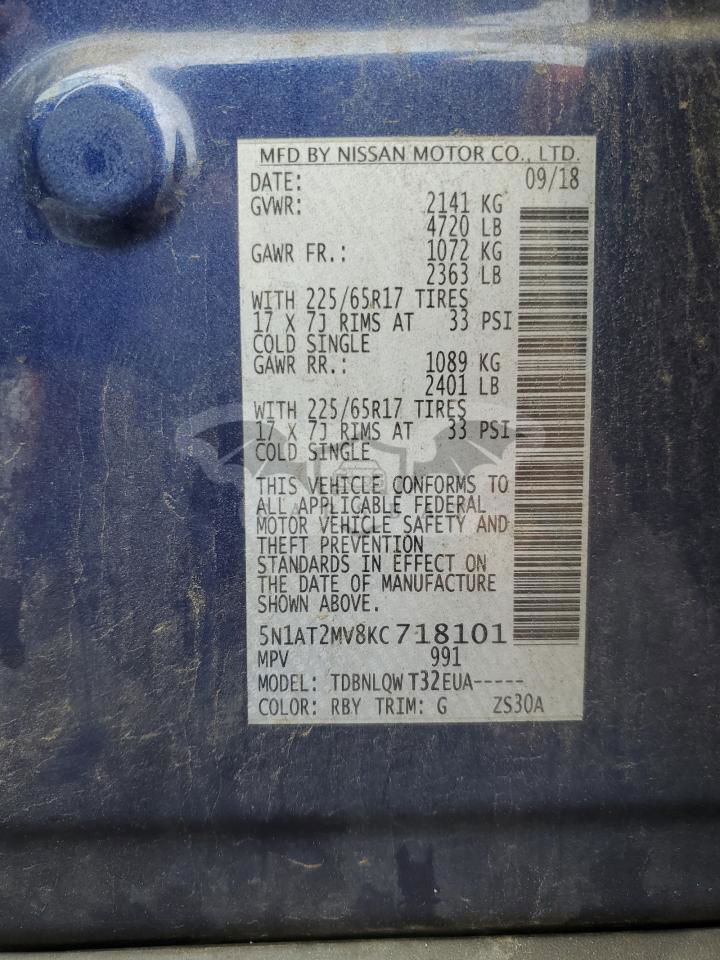 MFD BY NISSAN MOTOR CO., LTD.
DATE: 09/18
GVWR: 2141 KG
4720 LB
GAWR FR.: 1072 KG
2363 LB
WITH 225/65R17 TIRES
17 X 7J RIMS AT 33 PSI
COLD SINGLE
GAWR RR.: 1089 KG
2401 LB
WITH 225/65R17 TIRES
17 X 7J RIMS AT 33 PSI
COLD SINGLE
THIS VEHICLE CONFORMS TO
ALL APPLICABLE FEDERAL
MOTOR VEHICLE SAFETY AND
THEFT PREVENTION
STANDARDS IN EFFECT ON
THE DATE OF MANUFACTURE
SHOWN ABOVE.
5N1AT2MV8KC718101
MPV 991
MODEL: TDBNLQW T32EUA-----
COLOR: RBY TRIM: G ZS30A